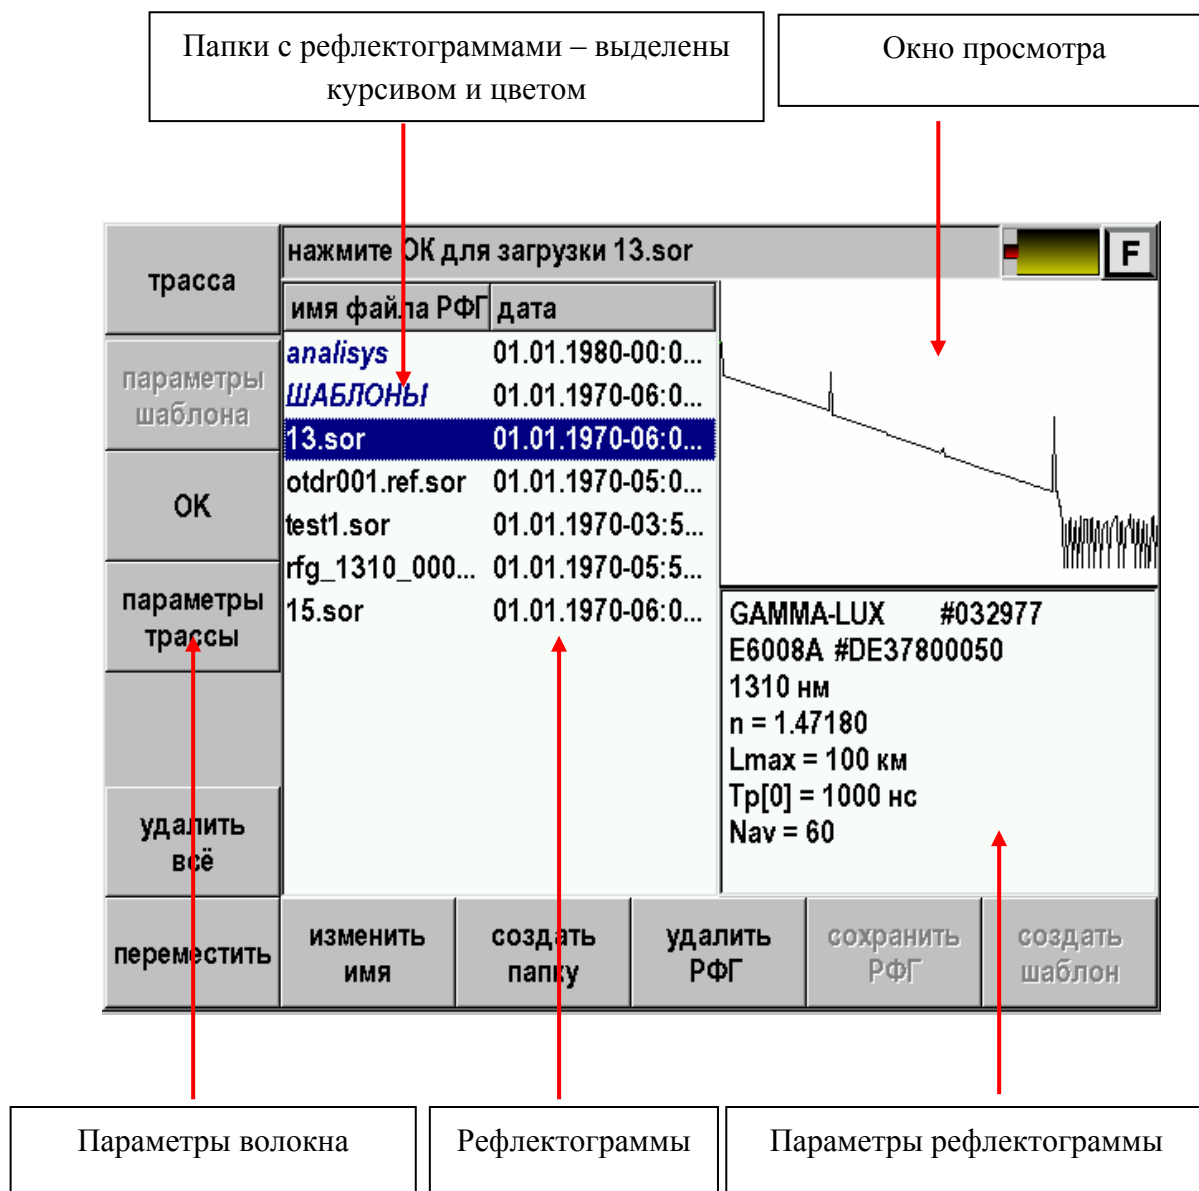 Папки с рефлектограммами – выделены
курсивом и цветом
Окно просмотра
трасса
нажмите ОК для загрузки 13.sor
F
имя файла РФГ дата
analisys 01.01.1980-00:0...
ШАБЛОНЫ 01.01.1970-06:0...
13.sor 01.01.1970-06:0...
otdr001.ref.sor 01.01.1970-05:0...
test1.sor 01.01.1970-03:5...
rfg_1310_000... 01.01.1970-05:5...
15.sor 01.01.1970-06:0...
параметры
шаблона
ОК
параметры
трассы
удалить
всё
переместить
GAMMA-LUX #032977
E6008A #DE37800050
1310 нм
n = 1.47180
Lmax = 100 км
Tp[0] = 1000 нс
Nav = 60
изменить
имя
создать
папку
удалить
РФГ
сохранить
РФГ
создать
шаблон
Параметры волокна
Рефлектограммы
Параметры рефлектограммы